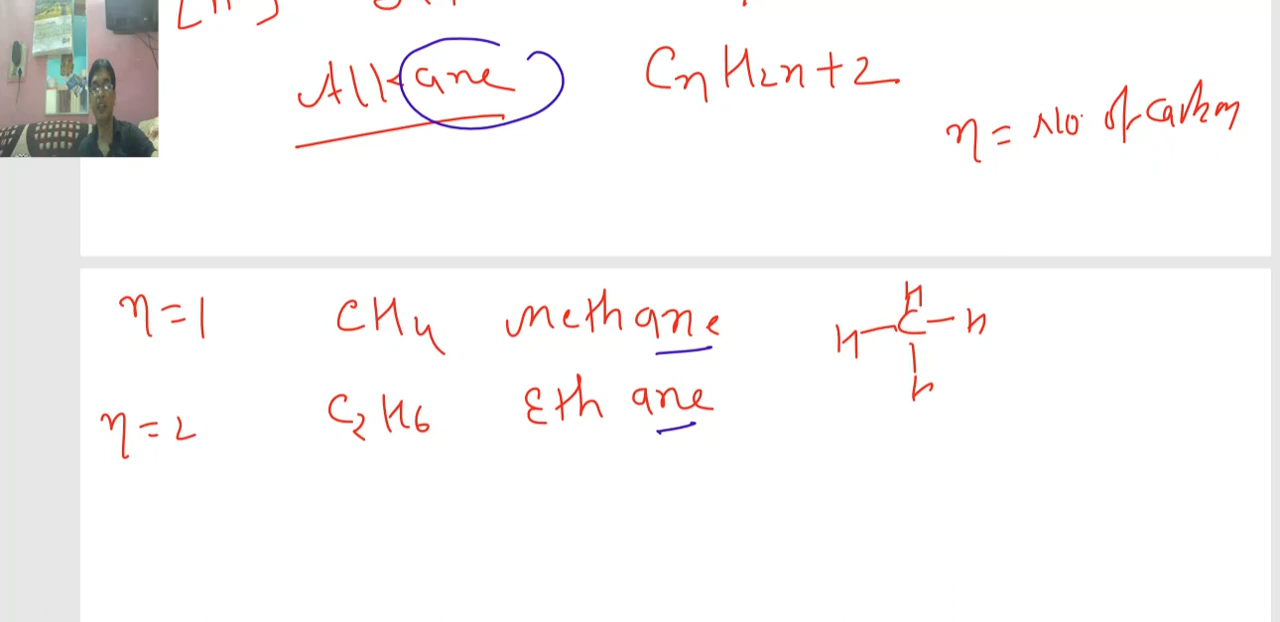 Alkane CnH2n+2
n = No. of carbon
n=1 CH4 methane
H
H-C-H
H
n=2 C2H6 Ethane